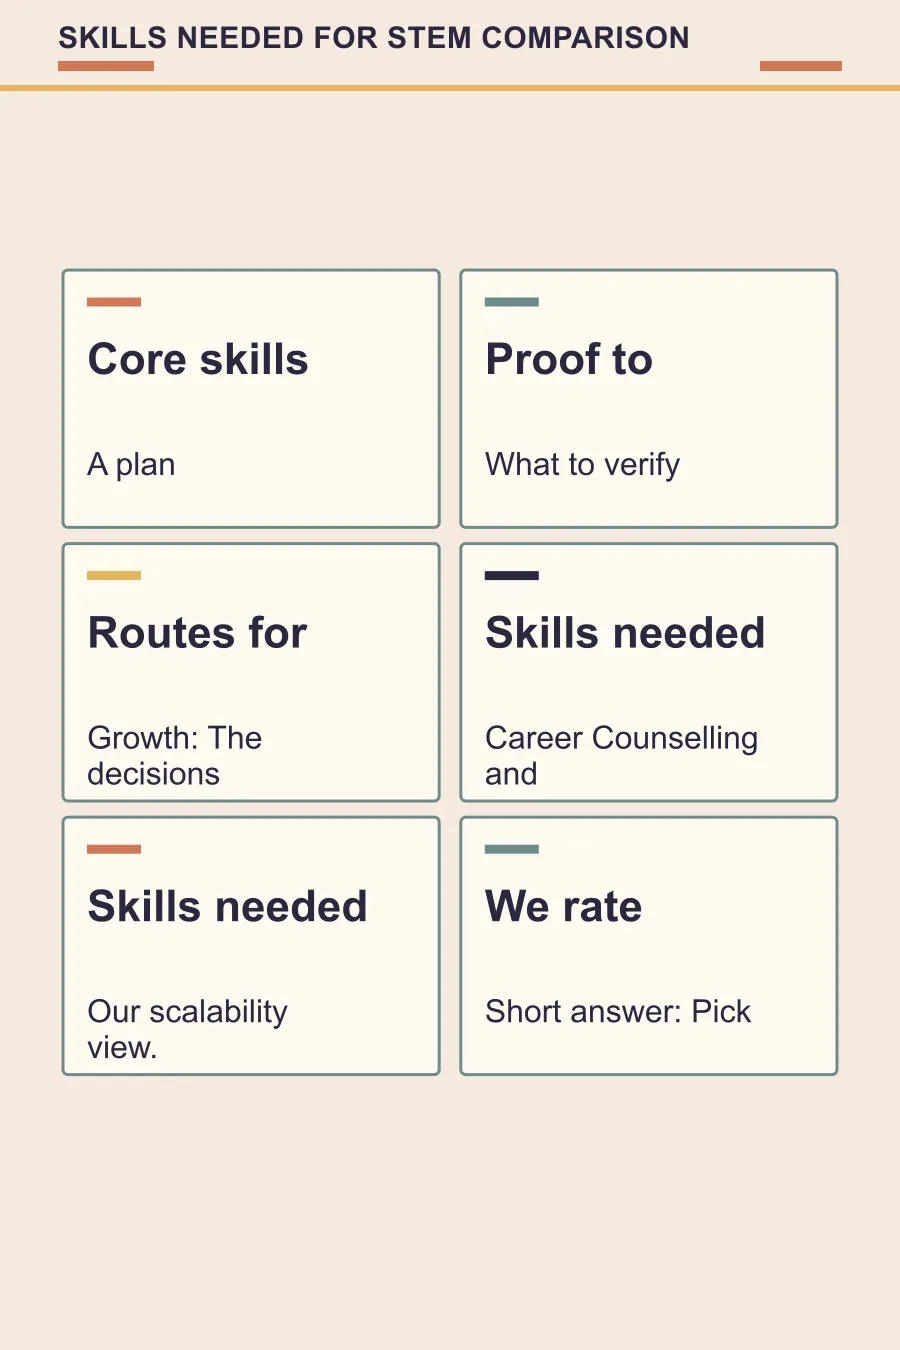 SKILLS NEEDED FOR STEM COMPARISON
Core skills
A plan
Proof to
What to verify
Routes for
Growth: The
decisions
Skills needed
Career Counselling
and
Skills needed
Our scalability
view.
We rate
Short answer: Pick